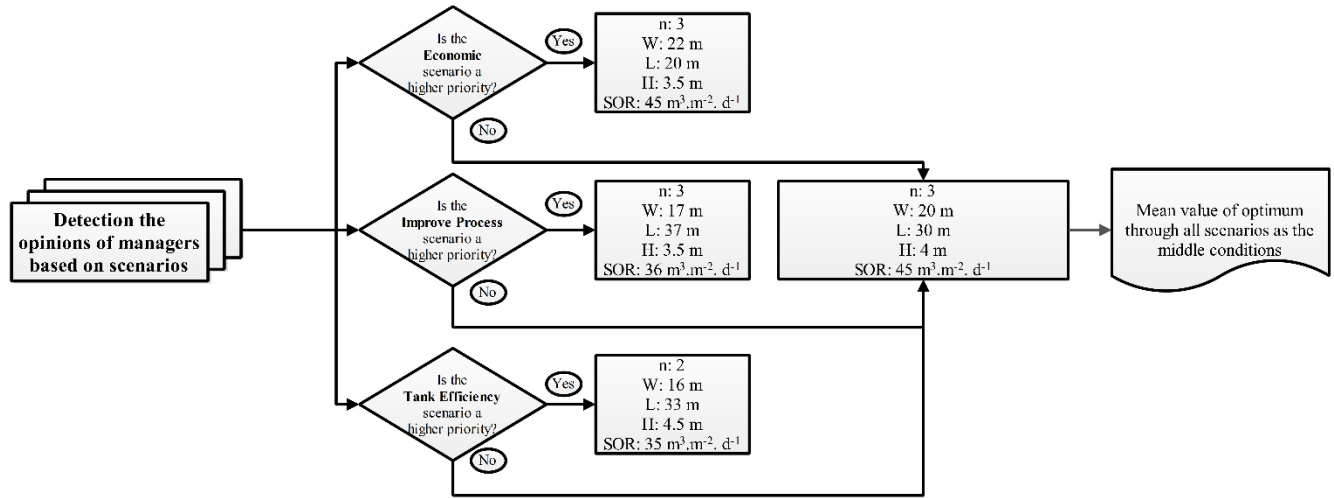 Detection the
opinions of managers
based on scenarios
Is the
Economic
scenario a
higher priority?
Yes
No
n: 3
W: 22 m
L: 20 m
H: 3.5 m
SOR: 45 m³.m⁻². d⁻¹
Is the
Improve Process
scenario a
higher priority?
Yes
No
n: 3
W: 17 m
L: 37 m
H: 3.5 m
SOR: 36 m³.m⁻². d⁻¹
Is the
Tank Efficiency
scenario a
higher priority?
Yes
No
n: 2
W: 16 m
L: 33 m
H: 4.5 m
SOR: 35 m³.m⁻². d⁻¹
n: 3
W: 20 m
L: 30 m
H: 4 m
SOR: 45 m³.m⁻². d⁻¹
Mean value of optimum
through all scenarios as the
middle conditions